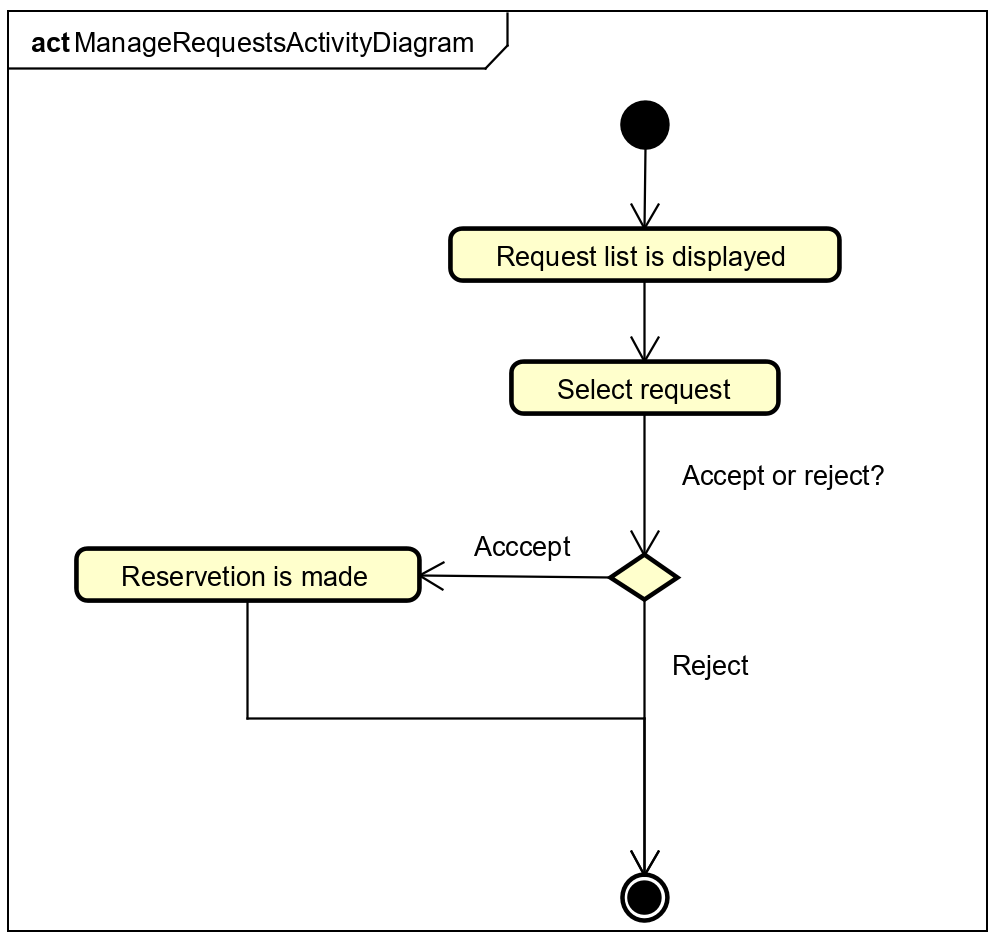 act ManageRequestsActivityDiagram
Request list is displayed
Select request
Accept or reject?
Acccept
Reservetion is made
Reject